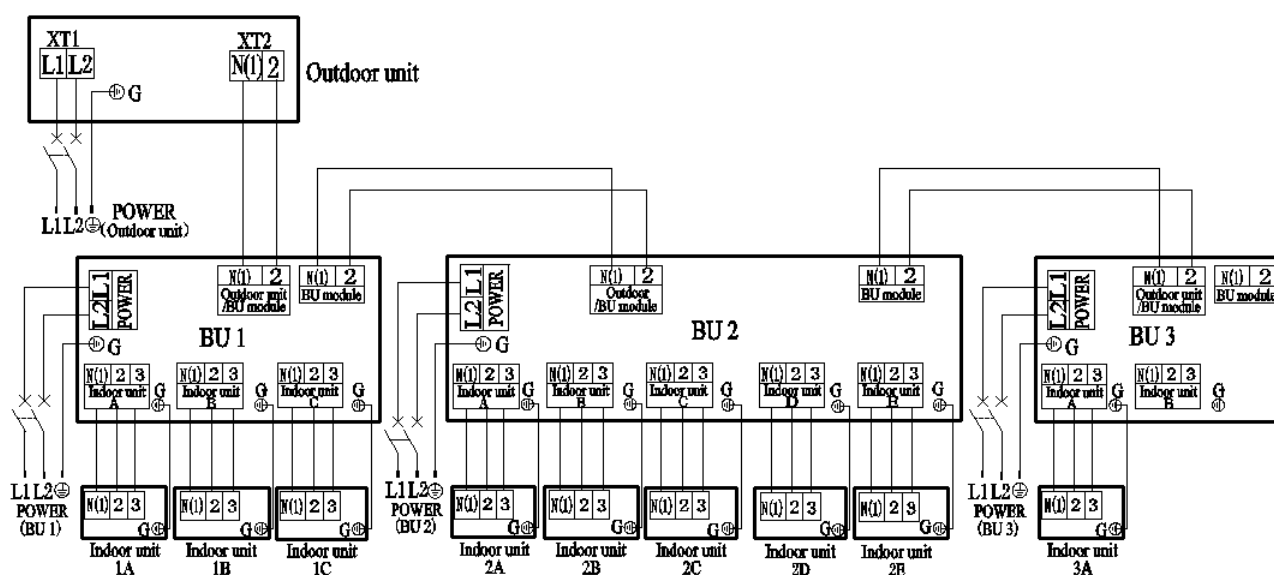 XT1
L1 L2
XT2
N(1) 2
G
Outdoor unit
L1 L2
POWER
(Outdoor unit)
L2 L1
POWER
N(1) 2
Outdoor unit
/BU module
N(1) 2
BU module
BU 1
G
N(1) 2 3
Indoor unit
A
G
N(1) 2 3
Indoor unit
B
G
N(1) 2 3
Indoor unit
C
G
L1 L2
POWER
(BU 1)
N(1) 2 3
G
Indoor unit
1A
N(1) 2 3
G
Indoor unit
1B
N(1) 2 3
G
Indoor unit
1C
L2 L1
POWER
N(1) 2
Outdoor
/BU module
N(1) 2
BU module
BU 2
G
N(1) 2 3
Indoor unit
A
G
N(1) 2 3
Indoor unit
B
G
N(1) 2 3
Indoor unit
C
G
N(1) 2 3
Indoor unit
D
G
N(1) 2 3
Indoor unit
E
G
L1 L2
POWER
(BU 2)
N(1) 2 3
G
Indoor unit
2A
N(1) 2 3
G
Indoor unit
2B
N(1) 2 3
G
Indoor unit
2C
N(1) 2 3
G
Indoor unit
2D
N(1) 2 3
G
Indoor unit
2E
L2 L1
POWER
N(1) 2
Outdoor unit
/BU module
N(1) 2
BU module
BU 3
G
N(1) 2 3
Indoor unit
A
G
N(1) 2 3
Indoor unit
B
G
L1 L2
POWER
(BU 3)
N(1) 2 3
G
Indoor unit
3A